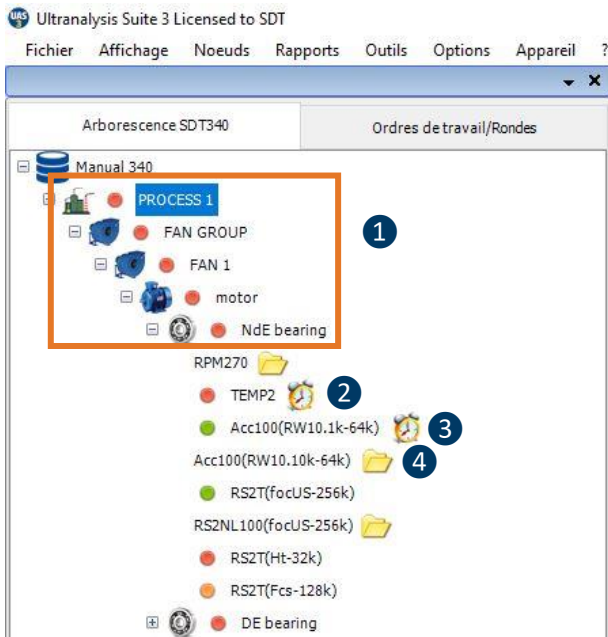 UAS 3 Ultranalysis Suite 3 Licensed to SDT
Fichier Affichage Noeuds Rapports Outils Options Appareil ?
Arborescence SDT340 Ordres de travail/Rondes
Manual 340
PROCESS 1
FAN GROUP 1
FAN 1
motor
NdE bearing
RPM270
TEMP2 2
Acc100(RW10.1k-64k) 3
Acc100(RW10.10k-64k) 4
RS2T(focUS-256k)
RS2NL100(focUS-256k)
RS2T(Ht-32k)
RS2T(Fcs-128k)
DE bearing